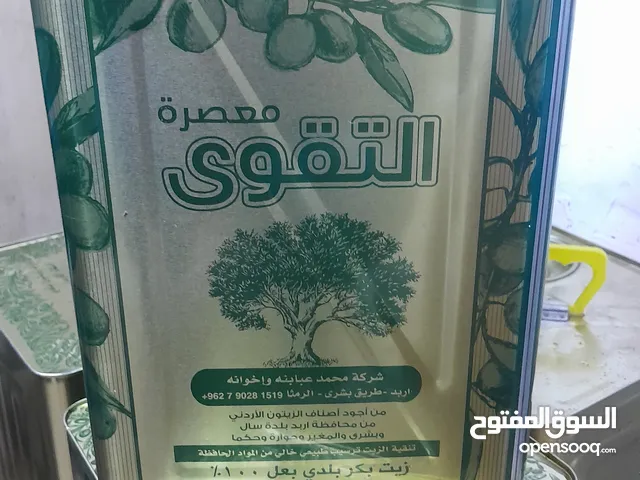 معصرة
التقوى
شركة محمد عبابنه وإخوانه
اربد -طريق بشرى - الرمثا 1519 9028 7 962+
من أجود أصناف الزيتون الأردني
من محافظة اربد بلدة سال
وبشرى والمغير وحوارة وحكما
تنقية الزيت ترسيب طبيعي خالي من المواد الحافظة
زيت بكر بلدي بعل ١٠٠٪
السوق المفتوح
opensooq.com